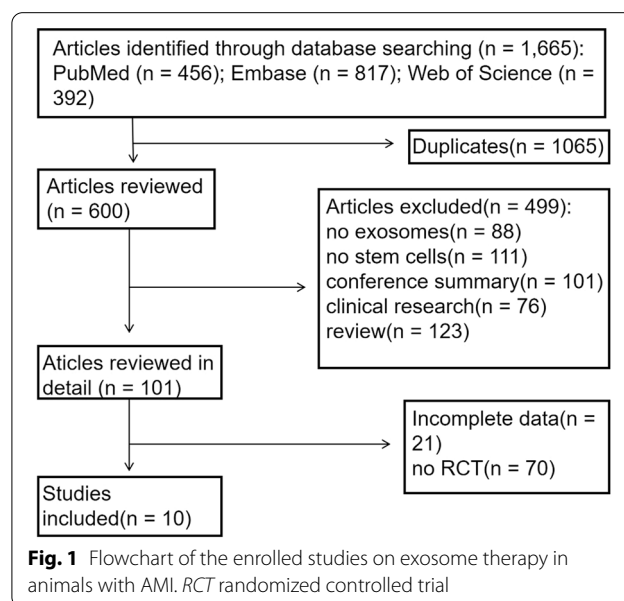 Articles identified through database searching (n = 1,665):
PubMed (n = 456); Embase (n = 817); Web of Science (n =
392)
Duplicates(n = 1065)
Articles reviewed
(n = 600)
Articles excluded(n = 499):
no exosomes(n = 88)
no stem cells(n = 111)
conference summary(n = 101)
clinical research(n = 76)
review(n = 123)
Aticles reviewed in
detail (n = 101)
Incomplete data(n =
21)
no RCT(n = 70)
Studies
included(n = 10)
Fig. 1 Flowchart of the enrolled studies on exosome therapy in
animals with AMI. RCT randomized controlled trial